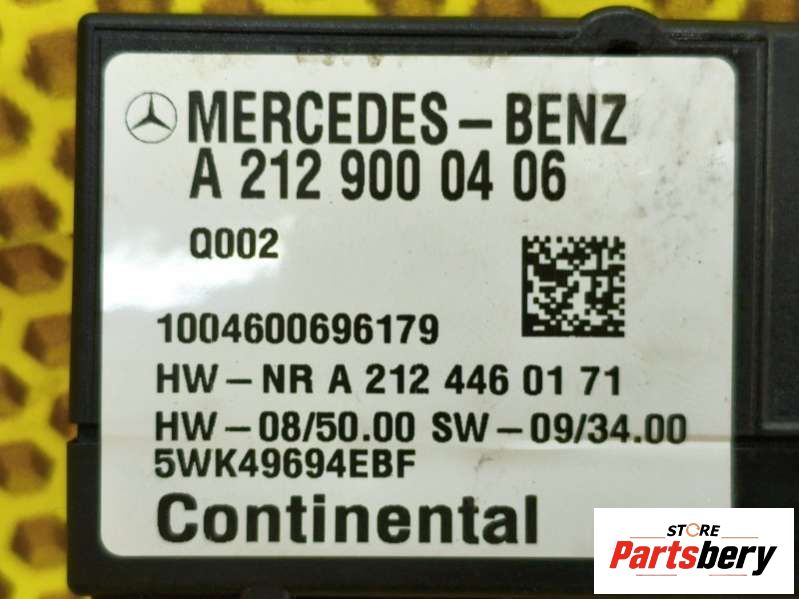 MERCEDES-BENZ
A 212 900 04 06
Q002
1004600696179
HW-NR A 212 446 01 71
HW-08/50.00 SW-09/34.00
5WK49694EBF
Continental
STORE
Partsbery